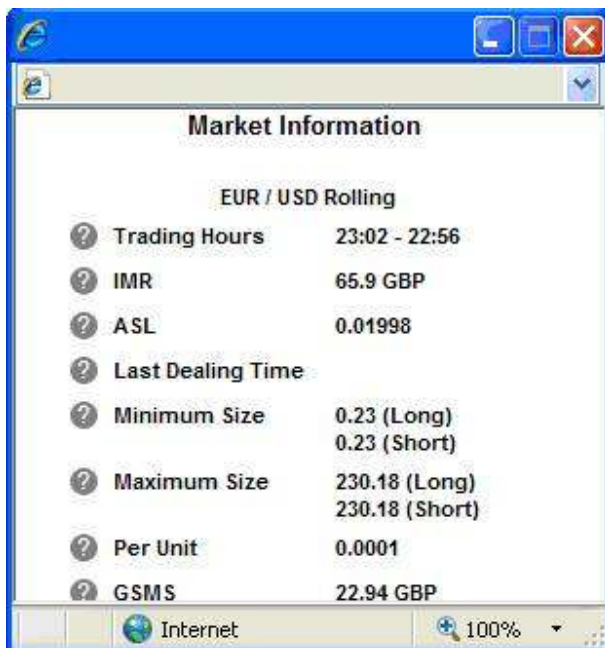 Market Information
EUR / USD Rolling
Trading Hours 23:02 - 22:56
IMR 65.9 GBP
ASL 0.01998
Last Dealing Time
Minimum Size 0.23 (Long)
0.23 (Short)
Maximum Size 230.18 (Long)
230.18 (Short)
Per Unit 0.0001
GSMS 22.94 GBP
Internet 100%